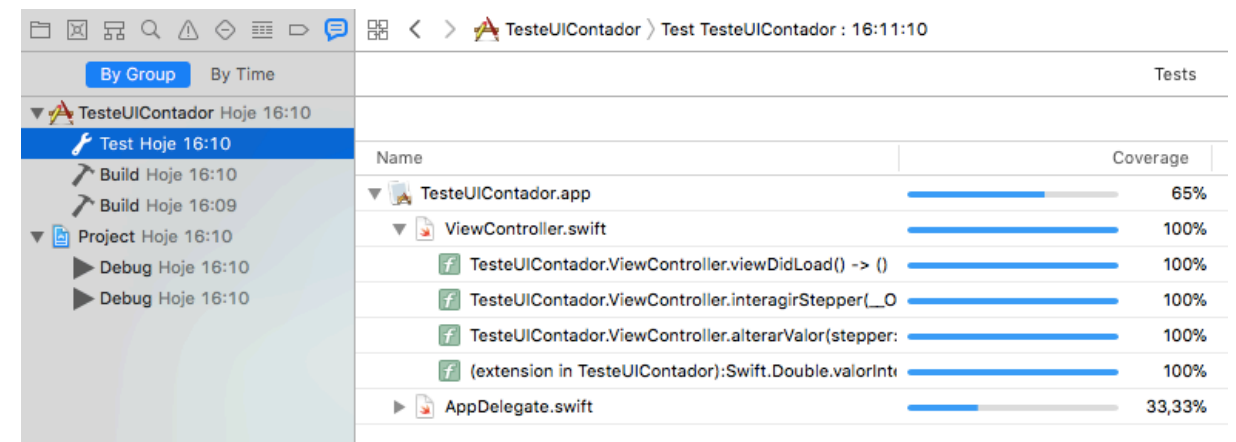 TesteUIContador 〉 Test TesteUIContador : 16:11:10
By Group By Time
Tests
TesteUIContador Hoje 16:10
Test Hoje 16:10
Build Hoje 16:10
Build Hoje 16:09
Project Hoje 16:10
Debug Hoje 16:10
Debug Hoje 16:10
Name Coverage
TesteUIContador.app 65%
ViewController.swift 100%
TesteUIContador.ViewController.viewDidLoad() -> () 100%
TesteUIContador.ViewController.interagirStepper(__O 100%
TesteUIContador.ViewController.alterarValor(stepper: 100%
(extension in TesteUIContador):Swift.Double.valorInte 100%
AppDelegate.swift 33,33%